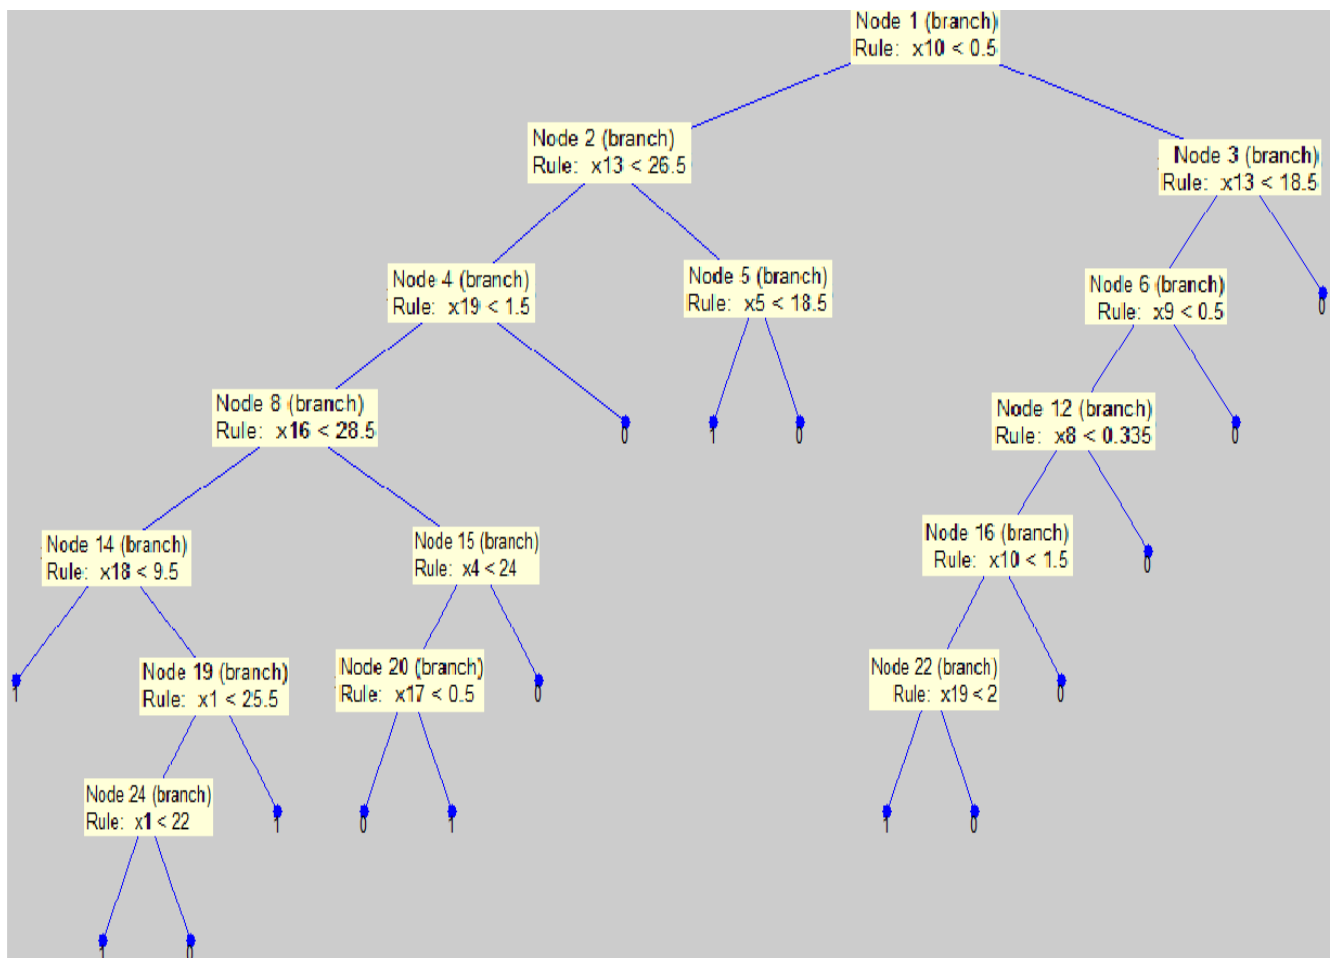 Node 1 (branch)
Rule: x10 < 0.5
Node 2 (branch)
Rule: x13 < 26.5
Node 3 (branch)
Rule: x13 < 18.5
Node 4 (branch)
Rule: x19 < 1.5
Node 5 (branch)
Rule: x5 < 18.5
Node 6 (branch)
Rule: x9 < 0.5
0
Node 8 (branch)
Rule: x16 < 28.5
0
1
0
Node 12 (branch)
Rule: x8 < 0.335
0
Node 14 (branch)
Rule: x18 < 9.5
Node 15 (branch)
Rule: x4 < 24
Node 16 (branch)
Rule: x10 < 1.5
0
1
Node 19 (branch)
Rule: x1 < 25.5
Node 20 (branch)
Rule: x17 < 0.5
0
Node 22 (branch)
Rule: x19 < 2
0
Node 24 (branch)
Rule: x1 < 22
1
0
1
1
0
1
0